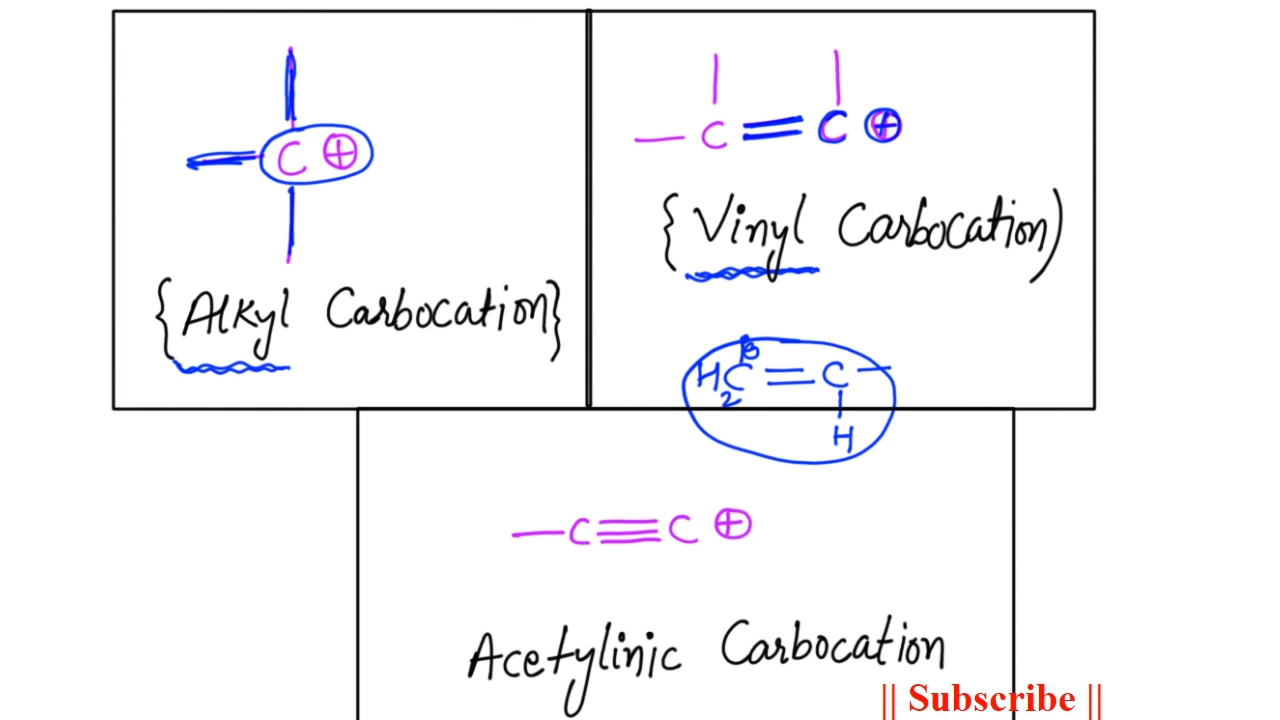 C ⊕
{Alkyl Carbocation}
C = C ⊕
{Vinyl Carbocation)
β
H₂C = C –
H
– C ≡ C ⊕
Acetylinic Carbocation
|| Subscribe ||